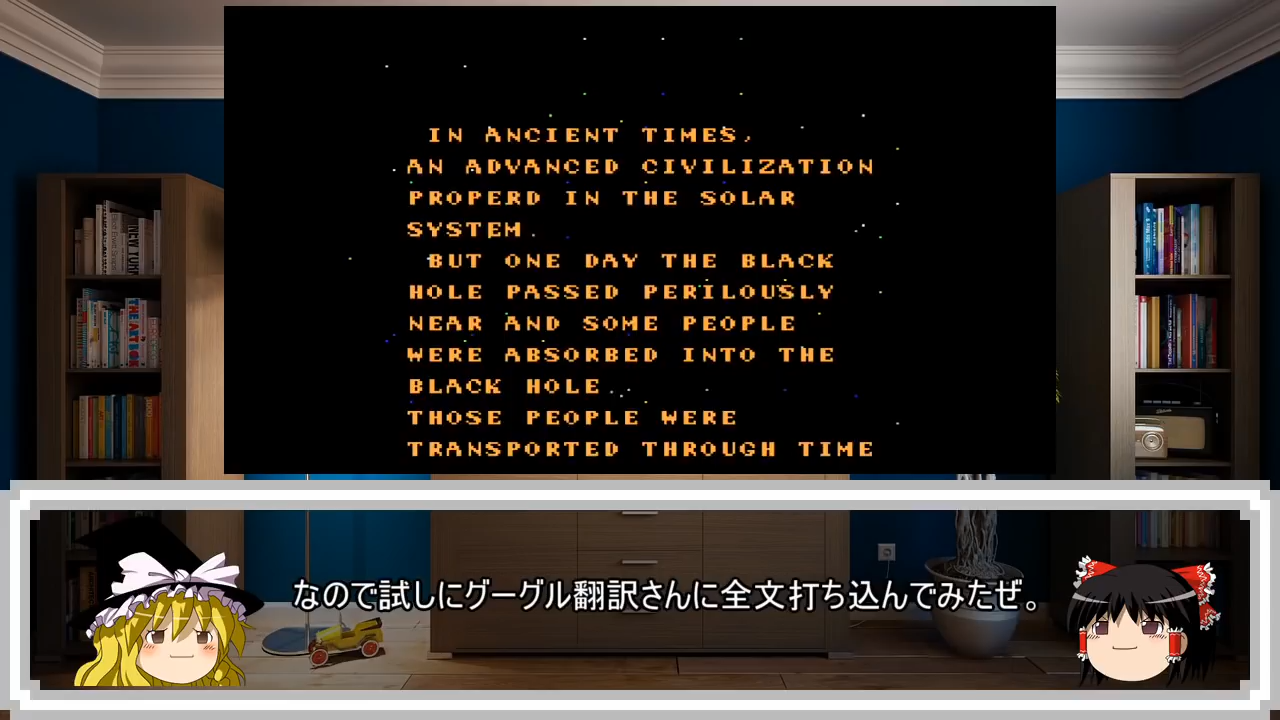 IN ANCIENT TIMES,
AN ADVANCED CIVILIZATION
PROPERD IN THE SOLAR
SYSTEM.
BUT ONE DAY THE BLACK
HOLE PASSED PERILOUSLY
NEAR AND SOME PEOPLE
WERE ABSORBED INTO THE
BLACK HOLE..
THOSE PEOPLE WERE
TRANSPORTED THROUGH TIME
なので試しにグーグル翻訳さんに全文打ち込んでみたぜ。